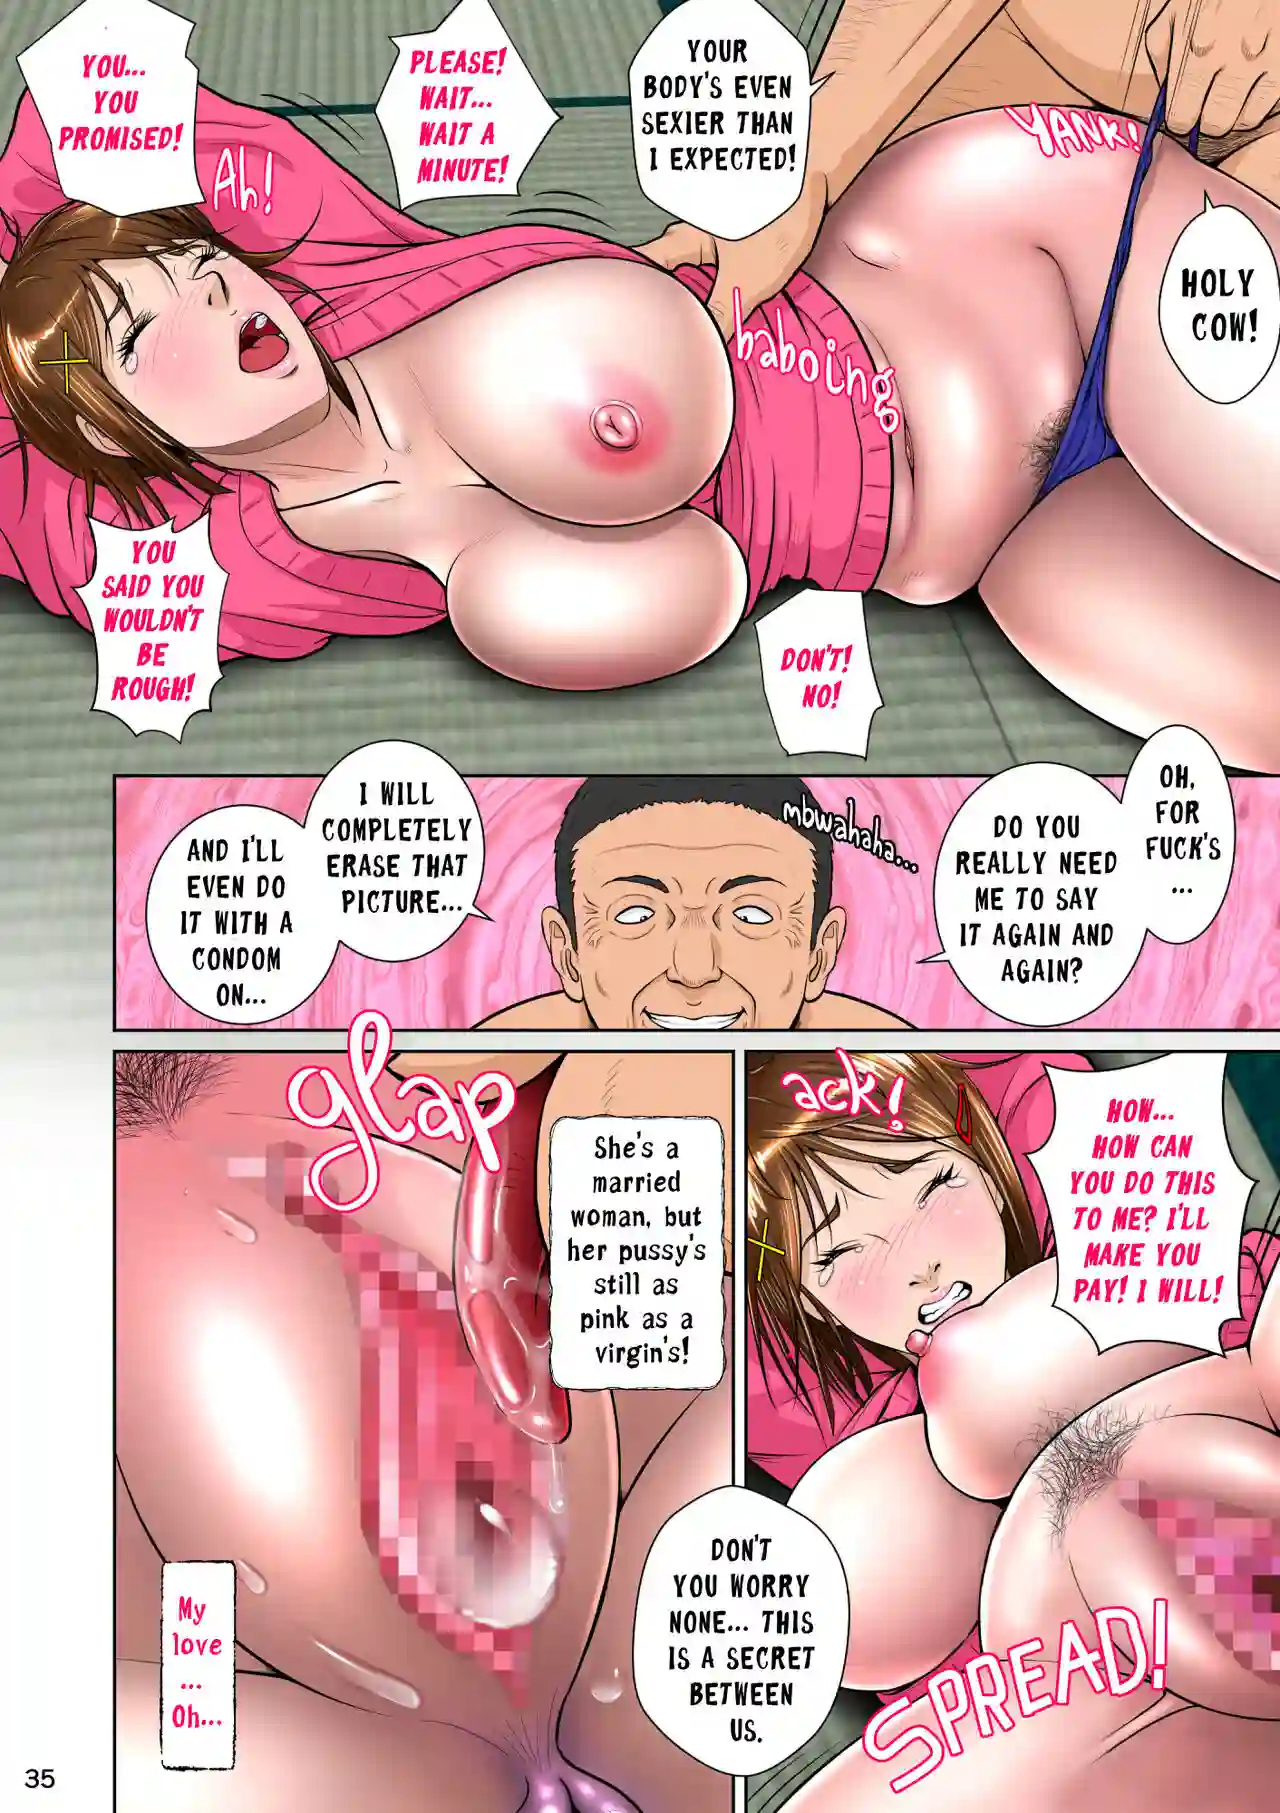 HOLY
COW!
YANK!
YOUR
BODY'S EVEN
SEXIER THAN
I EXPECTED!
baboing
PLEASE!
WAIT...
WAIT A
MINUTE!
Ah!
YOU...
YOU
PROMISED!
YOU
SAID YOU
WOULDN'T
BE
ROUGH!
DON'T!
NO!
OH,
FOR
FUCK'S
...
DO YOU
REALLY NEED
ME TO SAY
IT AGAIN AND
AGAIN?
mbwahaha...
I WILL
COMPLETELY
ERASE THAT
PICTURE...
AND I'LL
EVEN DO
IT WITH A
CONDOM
ON...
HOW...
HOW CAN
YOU DO THIS
TO ME? I'LL
MAKE YOU
PAY! I WILL!
ack!
SPREAD!
DON'T
YOU WORRY
NONE... THIS
IS A SECRET
BETWEEN
US.
She's a
married
woman, but
her pussy's
still as
pink as a
virgin's!
glap
My
love
...
Oh...
35